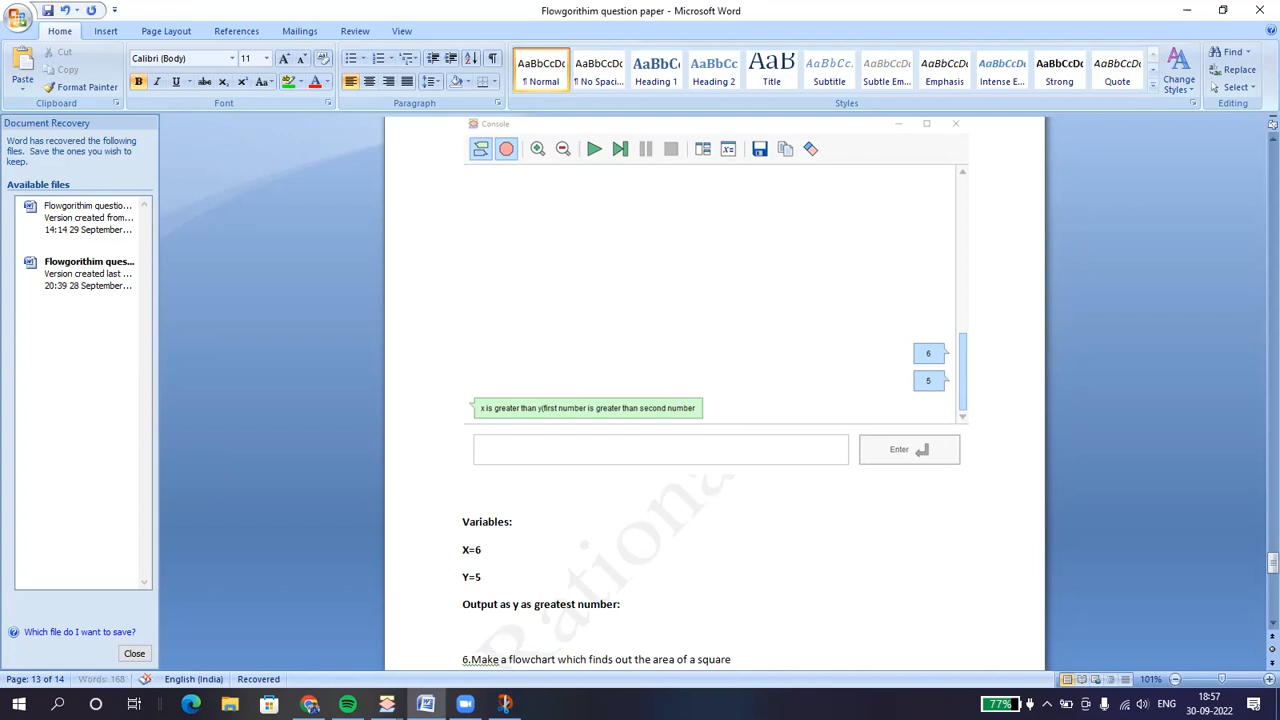 Flowgorithim question paper - Microsoft Word
Home Insert Page Layout References Mailings Review View
Paste
Cut
Copy
Format Painter
Clipboard
Calibri (Body) 11
Font
Paragraph
AaBbCcDc AaBbCcDc AaBbC AaBbCc AaB AaBbCc. AaBbCcDc AaBbCcDc AaBbCcDc AaBbCcDc AaBbCcDc
¶ Normal ¶ No Spaci... Heading 1 Heading 2 Title Subtitle Subtle Em... Emphasis Intense E... Strong Quote
Change Styles
Styles
Find
Replace
Select
Editing
Document Recovery
Word has recovered the following
files. Save the ones you wish to
keep.
Available files
Flowgorithim questio...
Version created from...
14:14 29 September...
Flowgorithim ques...
Version created last ...
20:39 28 September...
Which file do I want to save?
Close
Console
6
5
x is greater than y(first number is greater than second number
Enter
Rationa
Variables:
X=6
Y=5
Output as y as greatest number:
6.Make a flowchart which finds out the area of a square
Page: 13 of 14 Words: 168 English (India) Recovered 101%
77% ENG 18:57
30-09-2022